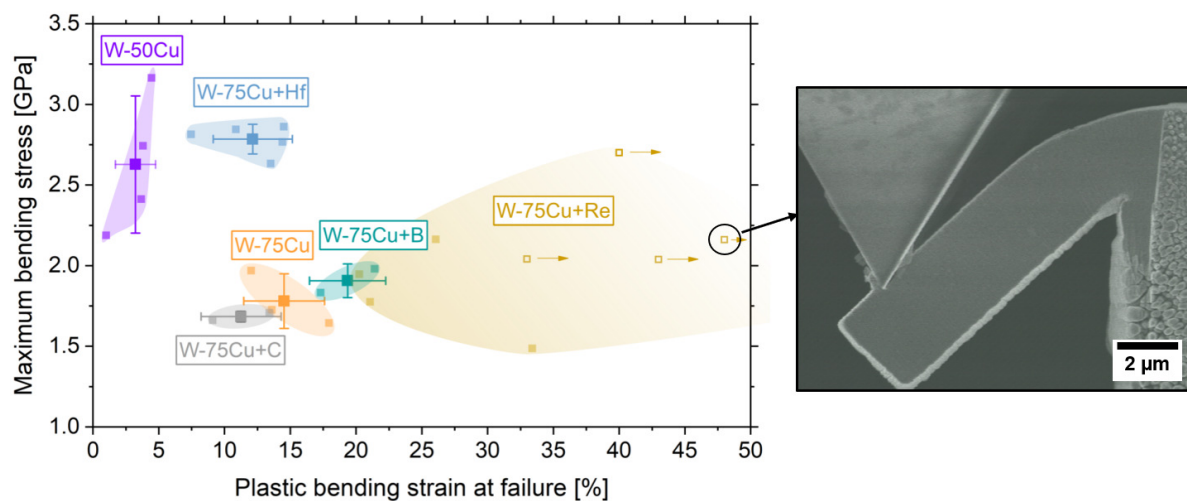 Maximum bending stress [GPa]
3.5
3.0
2.5
2.0
1.5
1.0
W-50Cu
W-75Cu+Hf
W-75Cu+Re
W-75Cu+B
W-75Cu
W-75Cu+C
0 5 10 15 20 25 30 35 40 45 50
Plastic bending strain at failure [%]
2 µm